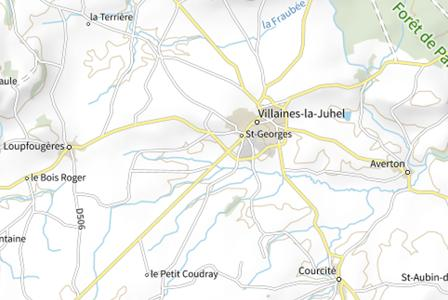 la Terrière
la Fraubée
Forêt de Pa
aule
Villaines-la-Juhel
St-Georges
Loupfougères
Averton
le Bois Roger
D506
ntaine
le Petit Coudray
Courcité
St-Aubin-d